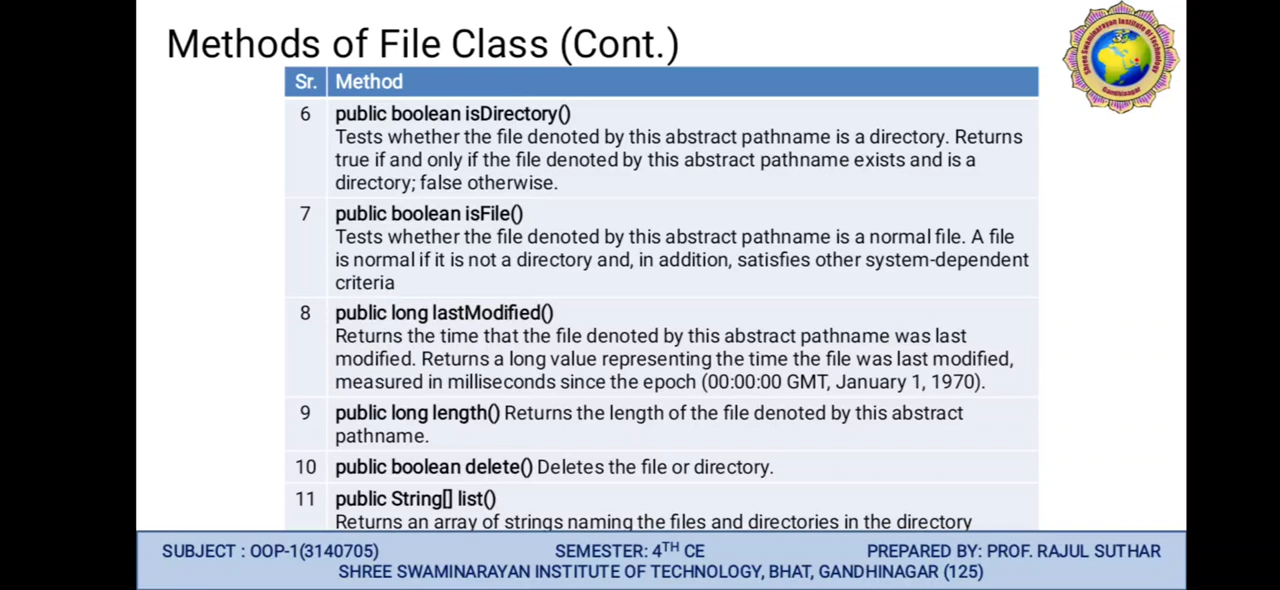 Methods of File Class (Cont.)
Shree Swaminarayan Institute Of Technology
Gandhinagar
Sr. Method
6 public boolean isDirectory()
Tests whether the file denoted by this abstract pathname is a directory. Returns
true if and only if the file denoted by this abstract pathname exists and is a
directory; false otherwise.
7 public boolean isFile()
Tests whether the file denoted by this abstract pathname is a normal file. A file
is normal if it is not a directory and, in addition, satisfies other system-dependent
criteria
8 public long lastModified()
Returns the time that the file denoted by this abstract pathname was last
modified. Returns a long value representing the time the file was last modified,
measured in milliseconds since the epoch (00:00:00 GMT, January 1, 1970).
9 public long length() Returns the length of the file denoted by this abstract
pathname.
10 public boolean delete() Deletes the file or directory.
11 public String[] list()
Returns an array of strings naming the files and directories in the directory
SUBJECT : OOP-1(3140705) SEMESTER: 4TH CE PREPARED BY: PROF. RAJUL SUTHAR
SHREE SWAMINARAYAN INSTITUTE OF TECHNOLOGY, BHAT, GANDHINAGAR (125)